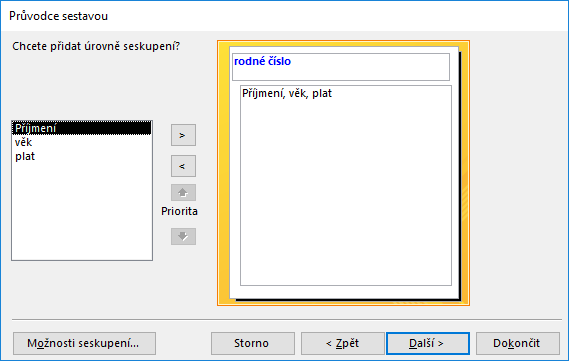 Průvodce sestavou
Chcete přidat úrovně seskupení?
rodné číslo
Příjmení, věk, plat
Příjmení
věk
plat
>
<
Priorita
Možnosti seskupení...
Storno
< Zpět
Další >
Dokončit